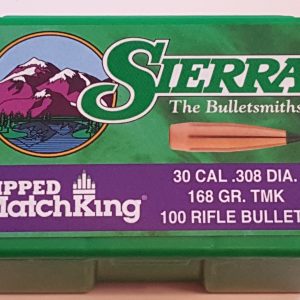 SIERRA
The Bulletsmiths
IPPED
MatchKing
30 CAL .308 DIA.
168 GR. TMK
100 RIFLE BULLET